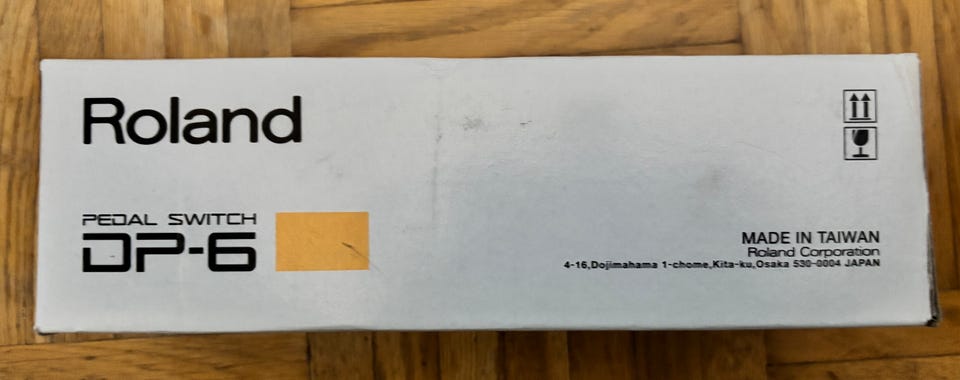 Roland
PEDAL SWITCH
DP-6
MADE IN TAIWAN
Roland Corporation
4-16,Dojimahama 1-chome,Kita-ku,Osaka 530-0004 JAPAN